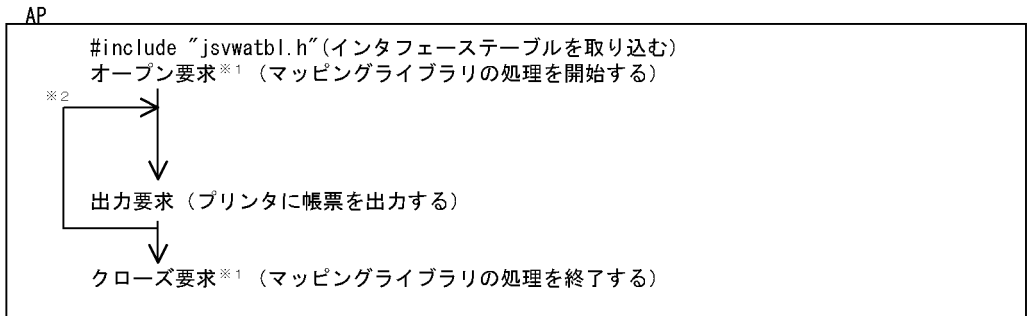 AP
#include "jsvwatbl.h"(インタフェーステーブルを取り込む)
オープン要求※1 (マッピングライブラリの処理を開始する)
※2
出力要求 (プリンタに帳票を出力する)
クローズ要求※1 (マッピングライブラリの処理を終了する)